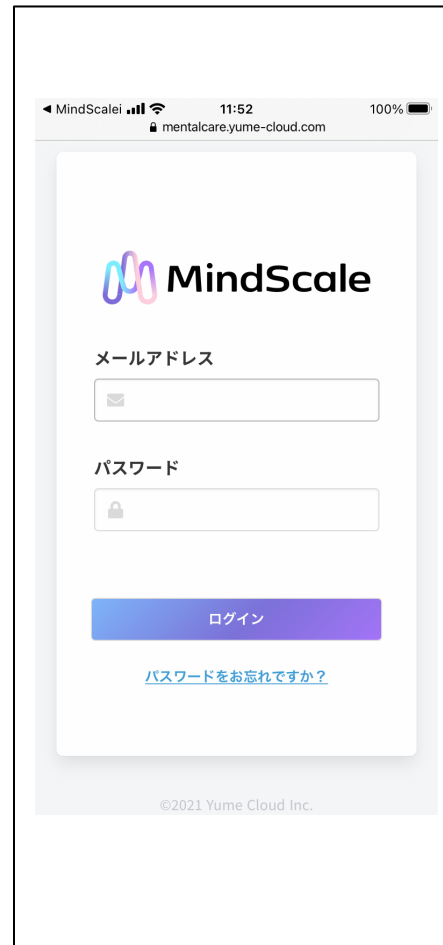 ◀ MindScalei 11:52 100%
mentalcare.yume-cloud.com
MindScale
メールアドレス
パスワード
ログイン
パスワードをお忘れですか？
©2021 Yume Cloud Inc.